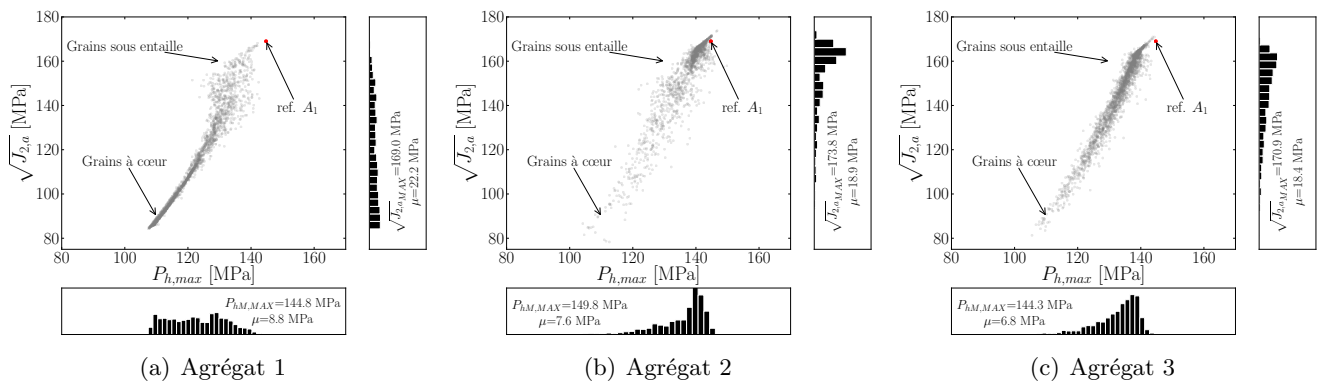 180
160
140
120
100
80
√J2,a [MPa]
Grains sous entaille
ref. A1
Grains à cœur
80
100
120
140
160
Ph,max [MPa]
√J2,aMAX=169.0 MPa
μ=22.2 MPa
PhM,MAX=144.8 MPa
μ=8.8 MPa
(a) Agrégat 1
180
160
140
120
100
80
√J2,a [MPa]
Grains sous entaille
ref. A1
Grains à cœur
80
100
120
140
160
Ph,max [MPa]
√J2,aMAX=173.8 MPa
μ=18.9 MPa
PhM,MAX=149.8 MPa
μ=7.6 MPa
(b) Agrégat 2
180
160
140
120
100
80
√J2,a [MPa]
Grains sous entaille
ref. A1
Grains à cœur
80
100
120
140
160
Ph,max [MPa]
√J2,aMAX=170.9 MPa
μ=18.4 MPa
PhM,MAX=144.3 MPa
μ=6.8 MPa
(c) Agrégat 3